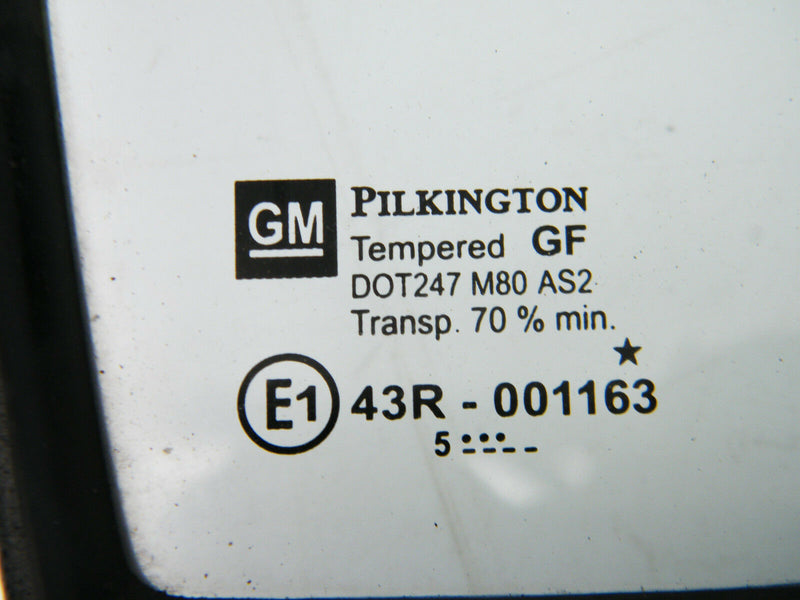 GM
PILKINGTON
Tempered GF
DOT247 M80 AS2
Transp. 70 % min.
E1 43R - 001163
5